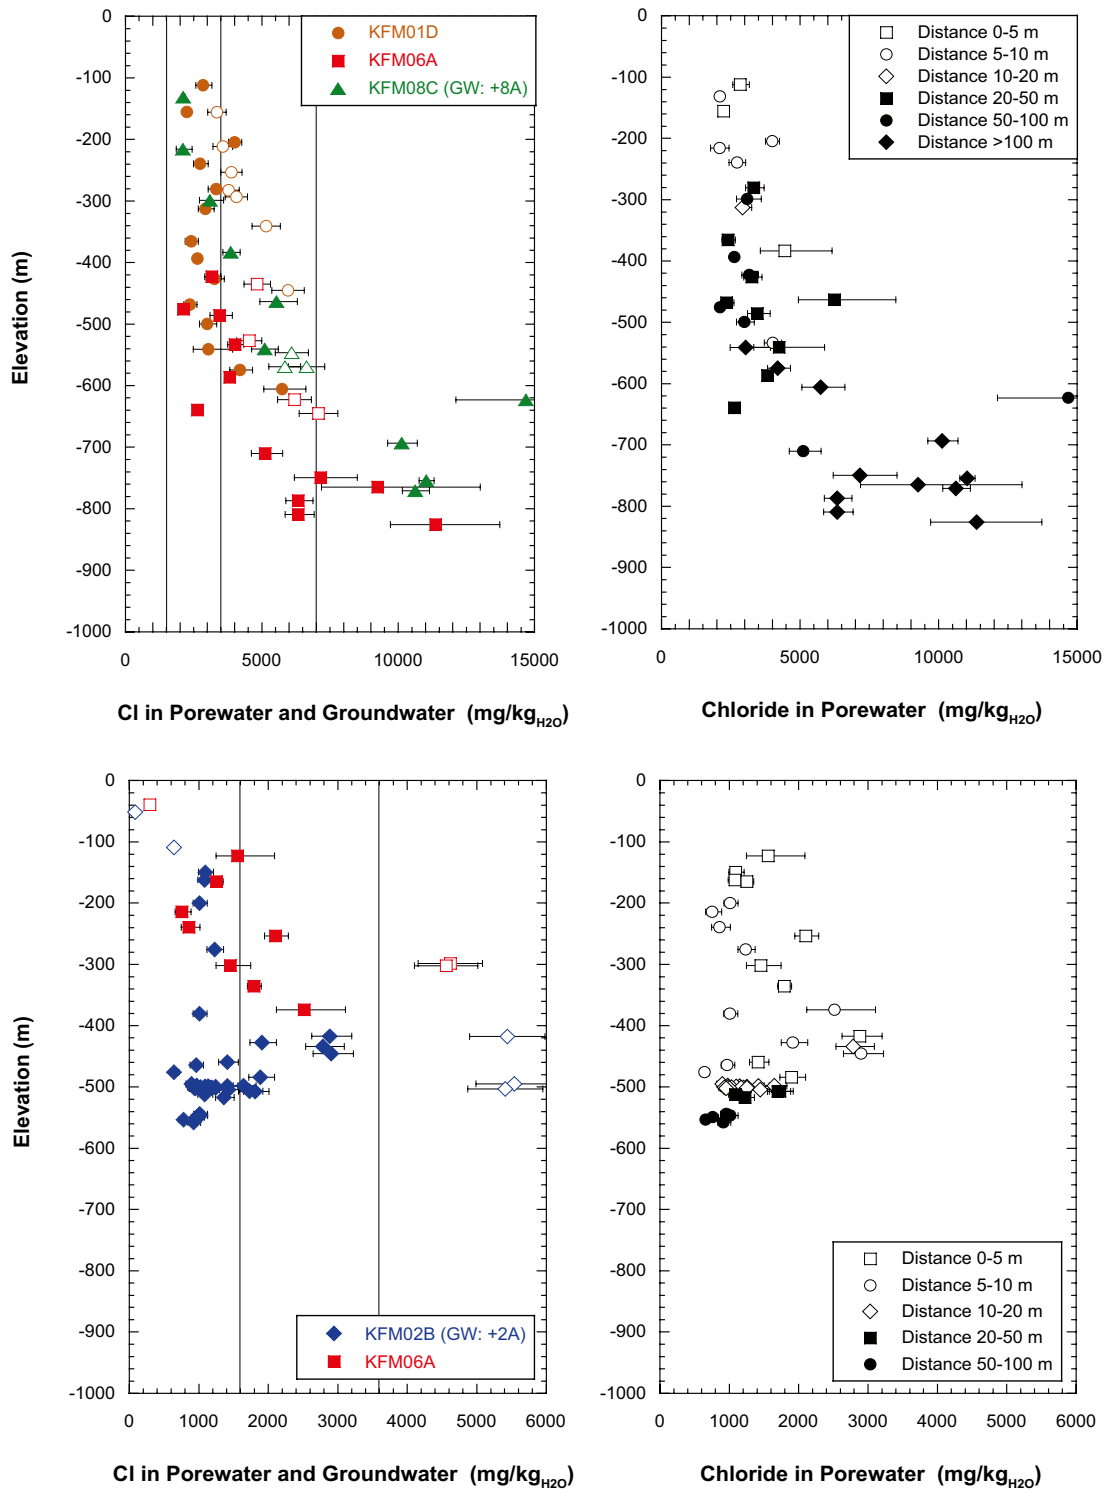 KFM01D
KFM06A
KFM08C (GW: +8A)
0
-100
-200
-300
-400
-500
-600
-700
-800
-900
-1000
Elevation (m)
0 5000 10000 15000
Cl in Porewater and Groundwater (mg/kgH2O)
Distance 0-5 m
Distance 5-10 m
Distance 10-20 m
Distance 20-50 m
Distance 50-100 m
Distance >100 m
0
-100
-200
-300
-400
-500
-600
-700
-800
-900
-1000
0 5000 10000 15000
Chloride in Porewater (mg/kgH2O)
0
-100
-200
-300
-400
-500
-600
-700
-800
-900
-1000
Elevation (m)
KFM02B (GW: +2A)
KFM06A
0 1000 2000 3000 4000 5000 6000
Cl in Porewater and Groundwater (mg/kgH2O)
0
-100
-200
-300
-400
-500
-600
-700
-800
-900
-1000
Distance 0-5 m
Distance 5-10 m
Distance 10-20 m
Distance 20-50 m
Distance 50-100 m
0 1000 2000 3000 4000 5000 6000
Chloride in Porewater (mg/kgH2O)